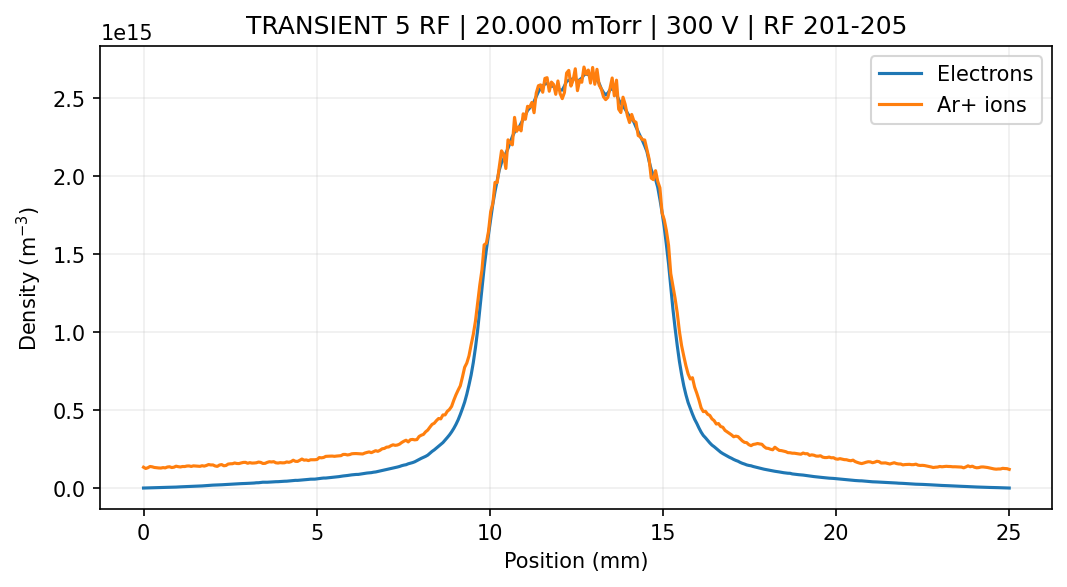 TRANSIENT 5 RF | 20.000 mTorr | 300 V | RF 201-205
1e15
Electrons
Ar+ ions
2.5
2.0
1.5
1.0
0.5
0.0
Density (m⁻³)
0 5 10 15 20 25
Position (mm)